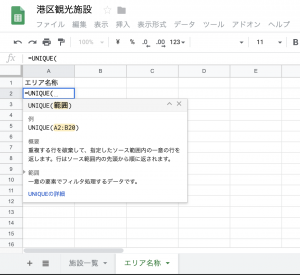 港区観光施設
ファイル 編集 表示 挿入 表示形式 データ ツール アドオン ヘルプ
100% ¥ % .0 .00 123 11
fx =UNIQUE(
A B C D E
1 エリア名称
2 =UNIQUE(
3 UNIQUE(範囲)
4 例
5 UNIQUE(A2:B20)
6 概要
7 重複する行を破棄して、指定したソース範囲内の一意の行を
8 返します。行はソース範囲内の先頭から順に返されます。
9 範囲
10 一意の要素でフィルタ処理するデータです。
11 UNIQUEの詳細
12
13
14
15
16
施設一覧 エリア名称